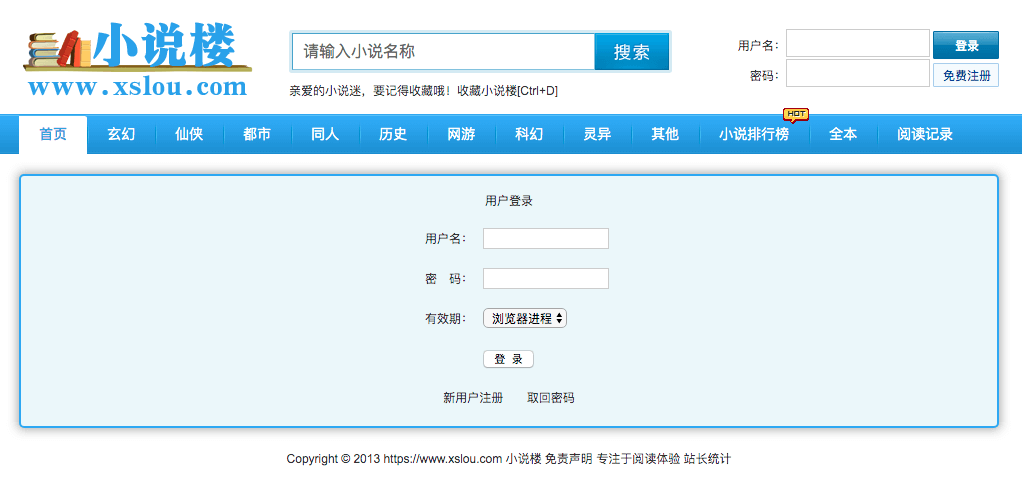 小说楼
www.xslou.com
请输入小说名称 搜索
亲爱的小说迷，要记得收藏哦！收藏小说楼[Ctrl+D]
用户名： 登录
密码： 免费注册
HOT
首页 玄幻 仙侠 都市 同人 历史 网游 科幻 灵异 其他 小说排行榜 全本 阅读记录
用户登录
用户名：
密 码：
有效期： 浏览器进程
登 录
新用户注册 取回密码
Copyright © 2013 https://www.xslou.com 小说楼 免责声明 专注于阅读体验 站长统计